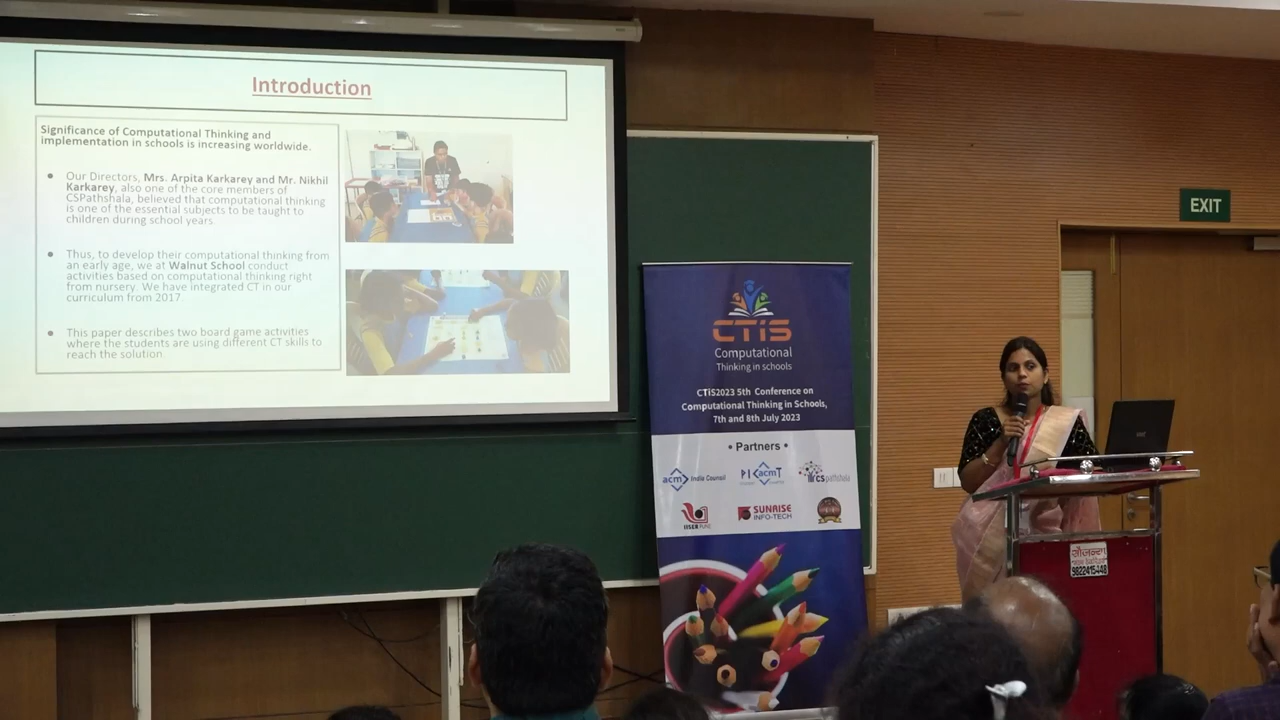 Introduction
Significance of Computational Thinking and
implementation in schools is increasing worldwide.
Our Directors, Mrs. Arpita Karkarey and Mr. Nikhil
Karkarey, also one of the core members of
CSPathshala, believed that computational thinking
is one of the essential subjects to be taught to
children during school years.
Thus, to develop their computational thinking from
an early age, we at Walnut School conduct
activities based on computational thinking right
from nursery. We have integrated CT in our
curriculum from 2017.
This paper describes two board game activities
where the students are using different CT skills to
reach the solution.
EXIT
CTiS
Computational
Thinking in schools
CTiS2023 5th Conference on
Computational Thinking in Schools,
7th and 8th July 2023
• Partners •
acm India Council
acm
cspathshala
IISER PUNE
SUNRISE
INFO-TECH
9822415448